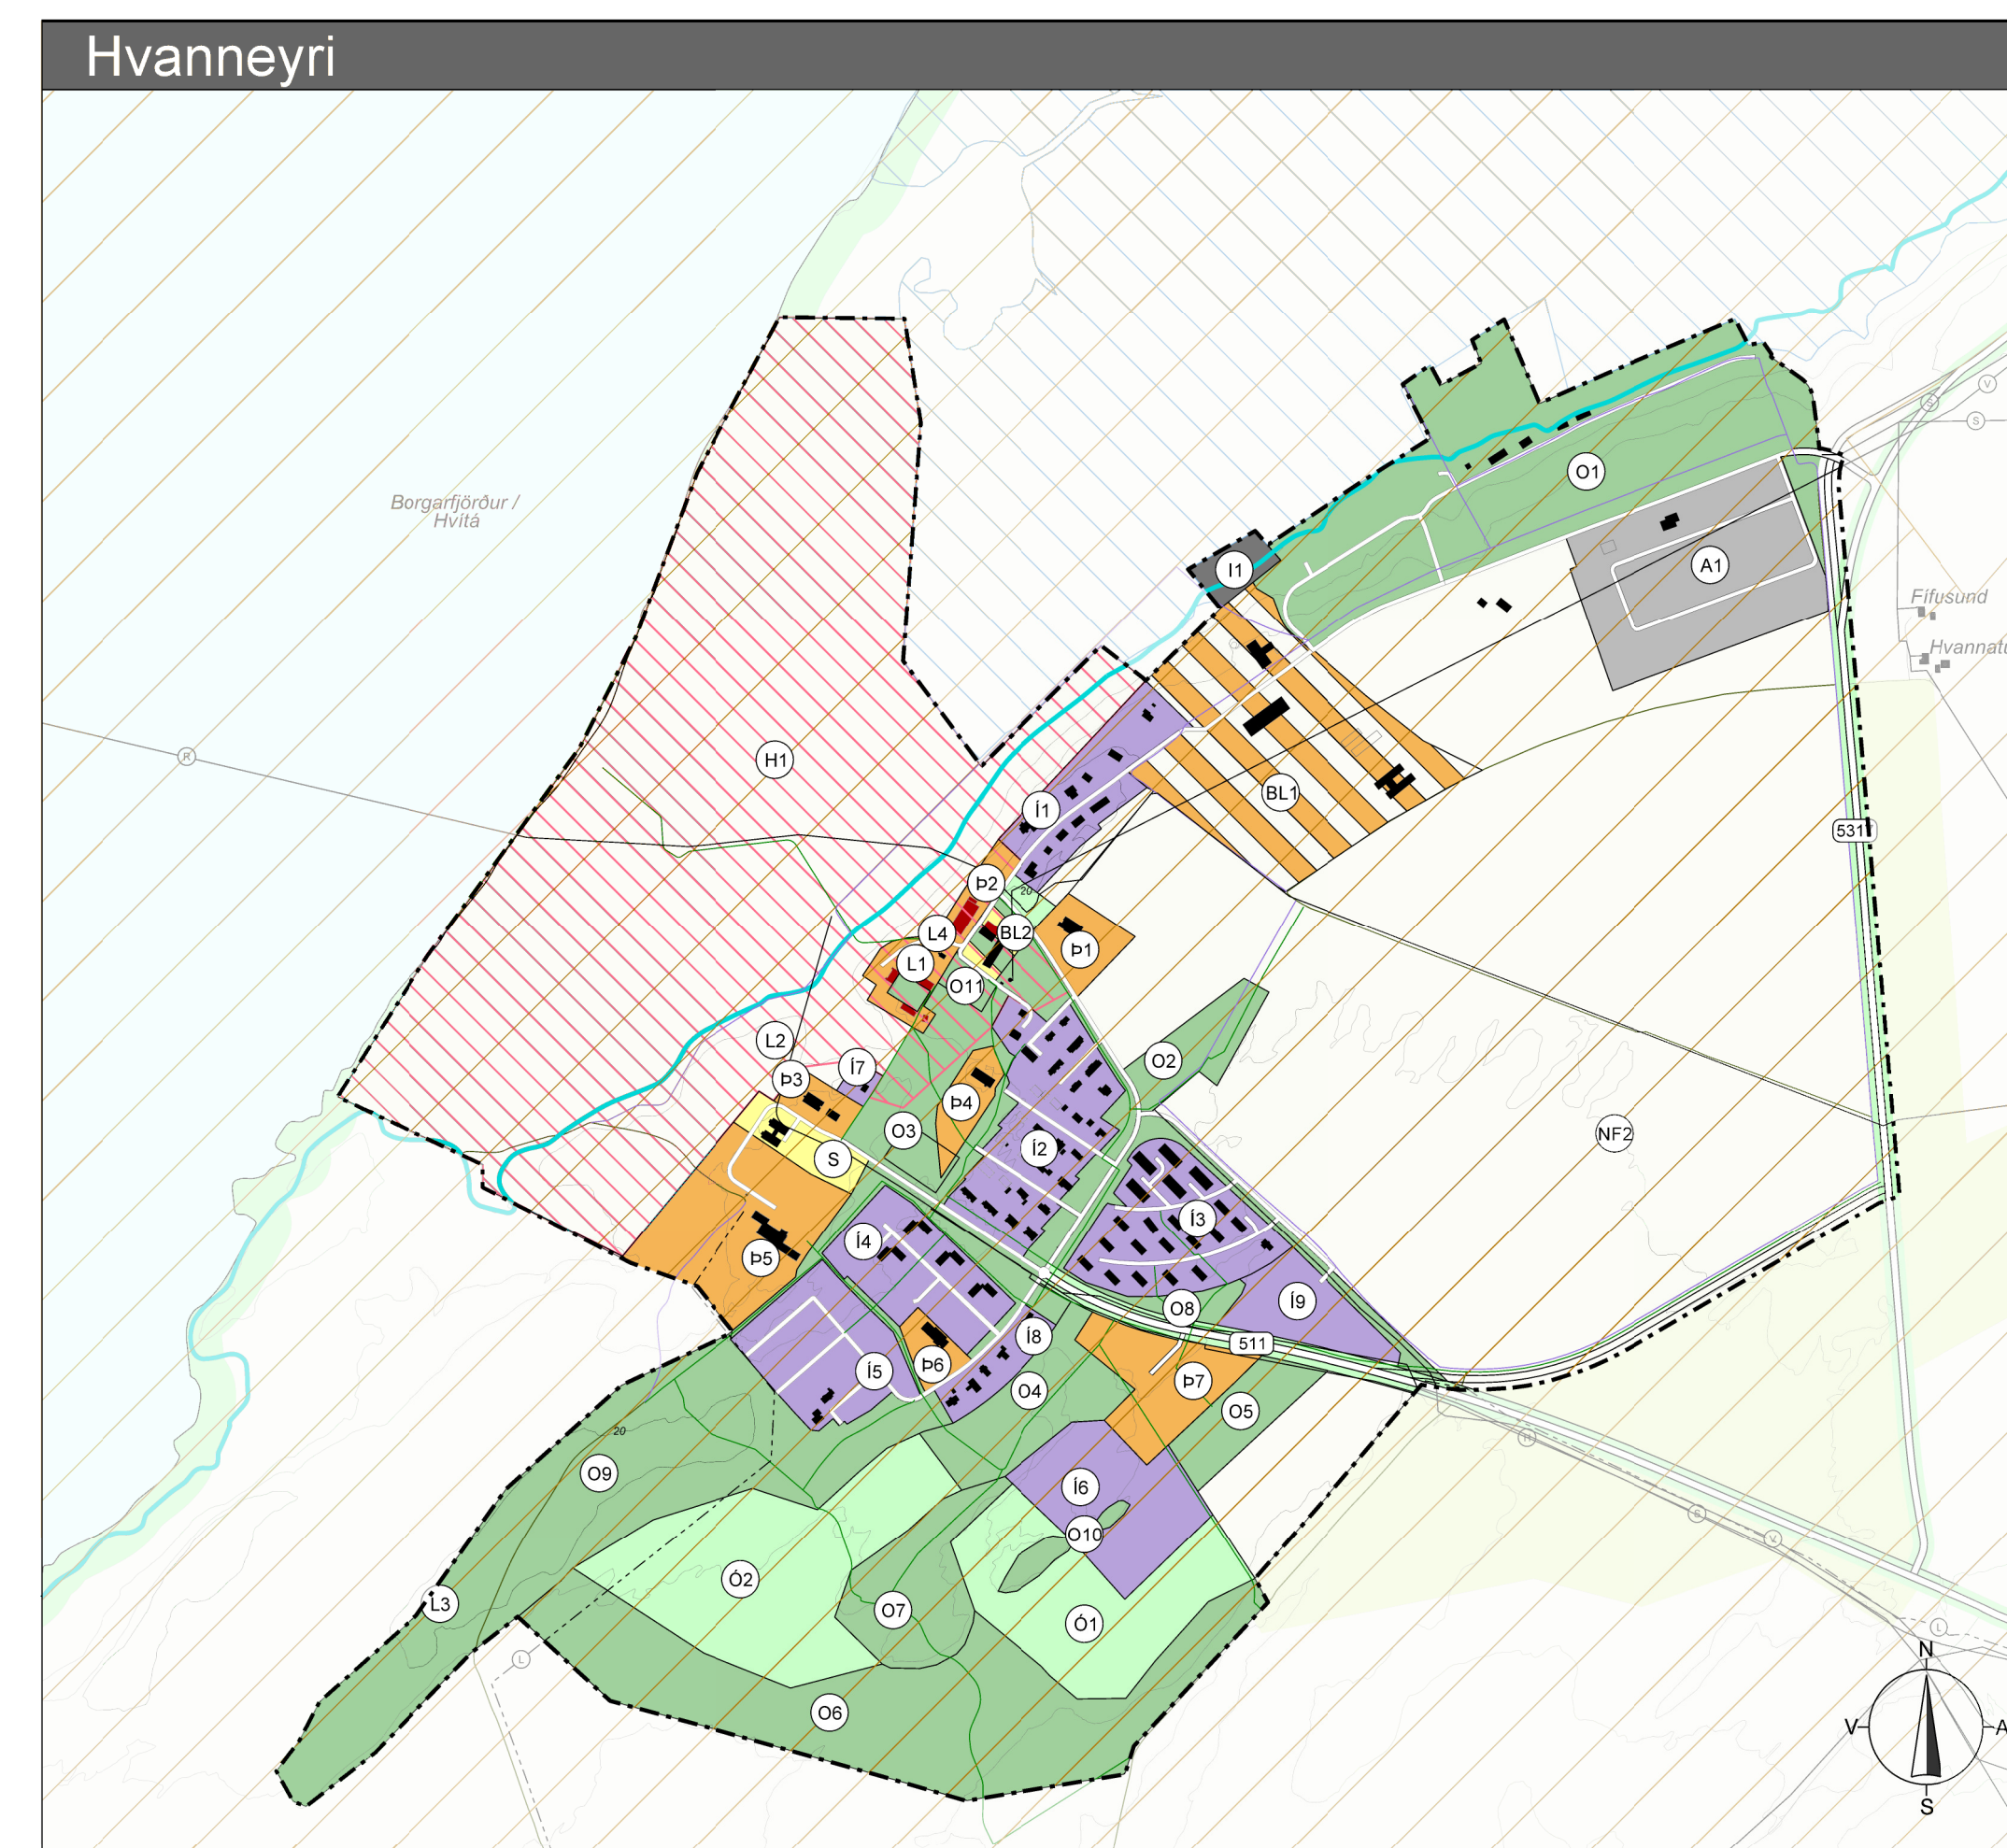 Hvanneyri
V
S
S
O1
Borgarfjörður /
Hvítá
I1
A1
Fífusund
R
H1
BL1
Í1
531
Þ2
20
L4
BL2
Þ1
L1
O11
L2
Í7
O2
Þ3
Þ4
O3
NF2
Í2
S
Í3
Í4
Þ5
Í9
O8
Í8
511
Þ6
Í5
Þ7
O4
O5
20
O9
Í6
O10
Ó2
L3
O7
Ó1
V
L
L
N
O6
V
A
S